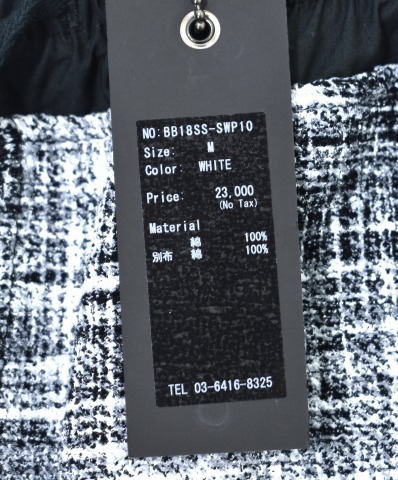 NO: BB18SS-SWP10
Size: M
Color: WHITE
Price: 23,000
(No Tax)
Material
綿 100%
別布 綿 100%
TEL 03-6416-8325